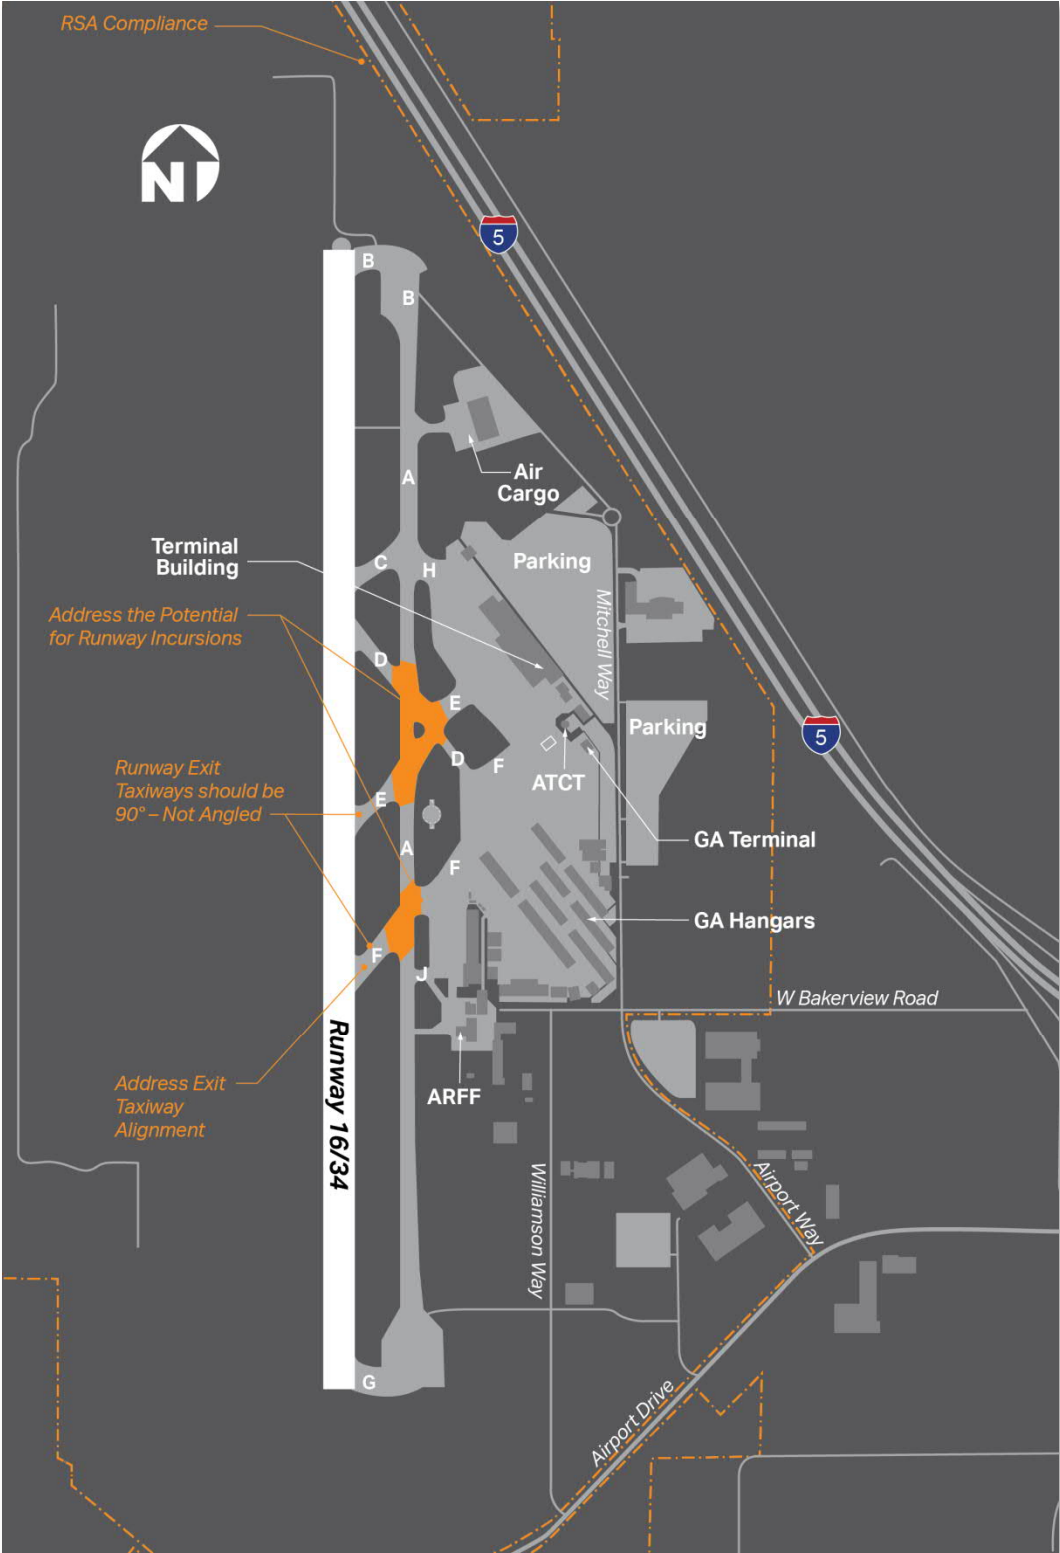 RSA Compliance
N
5
B
B
Air
Cargo
A
Terminal
Building
C
H
Parking
Mitchell Way
Address the Potential
for Runway Incursions
D
E
Parking
5
D
F
ATCT
Runway Exit
Taxiways should be
90° – Not Angled
E
A
F
GA Terminal
GA Hangars
F
J
W Bakerview Road
Runway 16/34
ARFF
Address Exit
Taxiway
Alignment
Williamson Way
Airport Way
G
Airport Drive